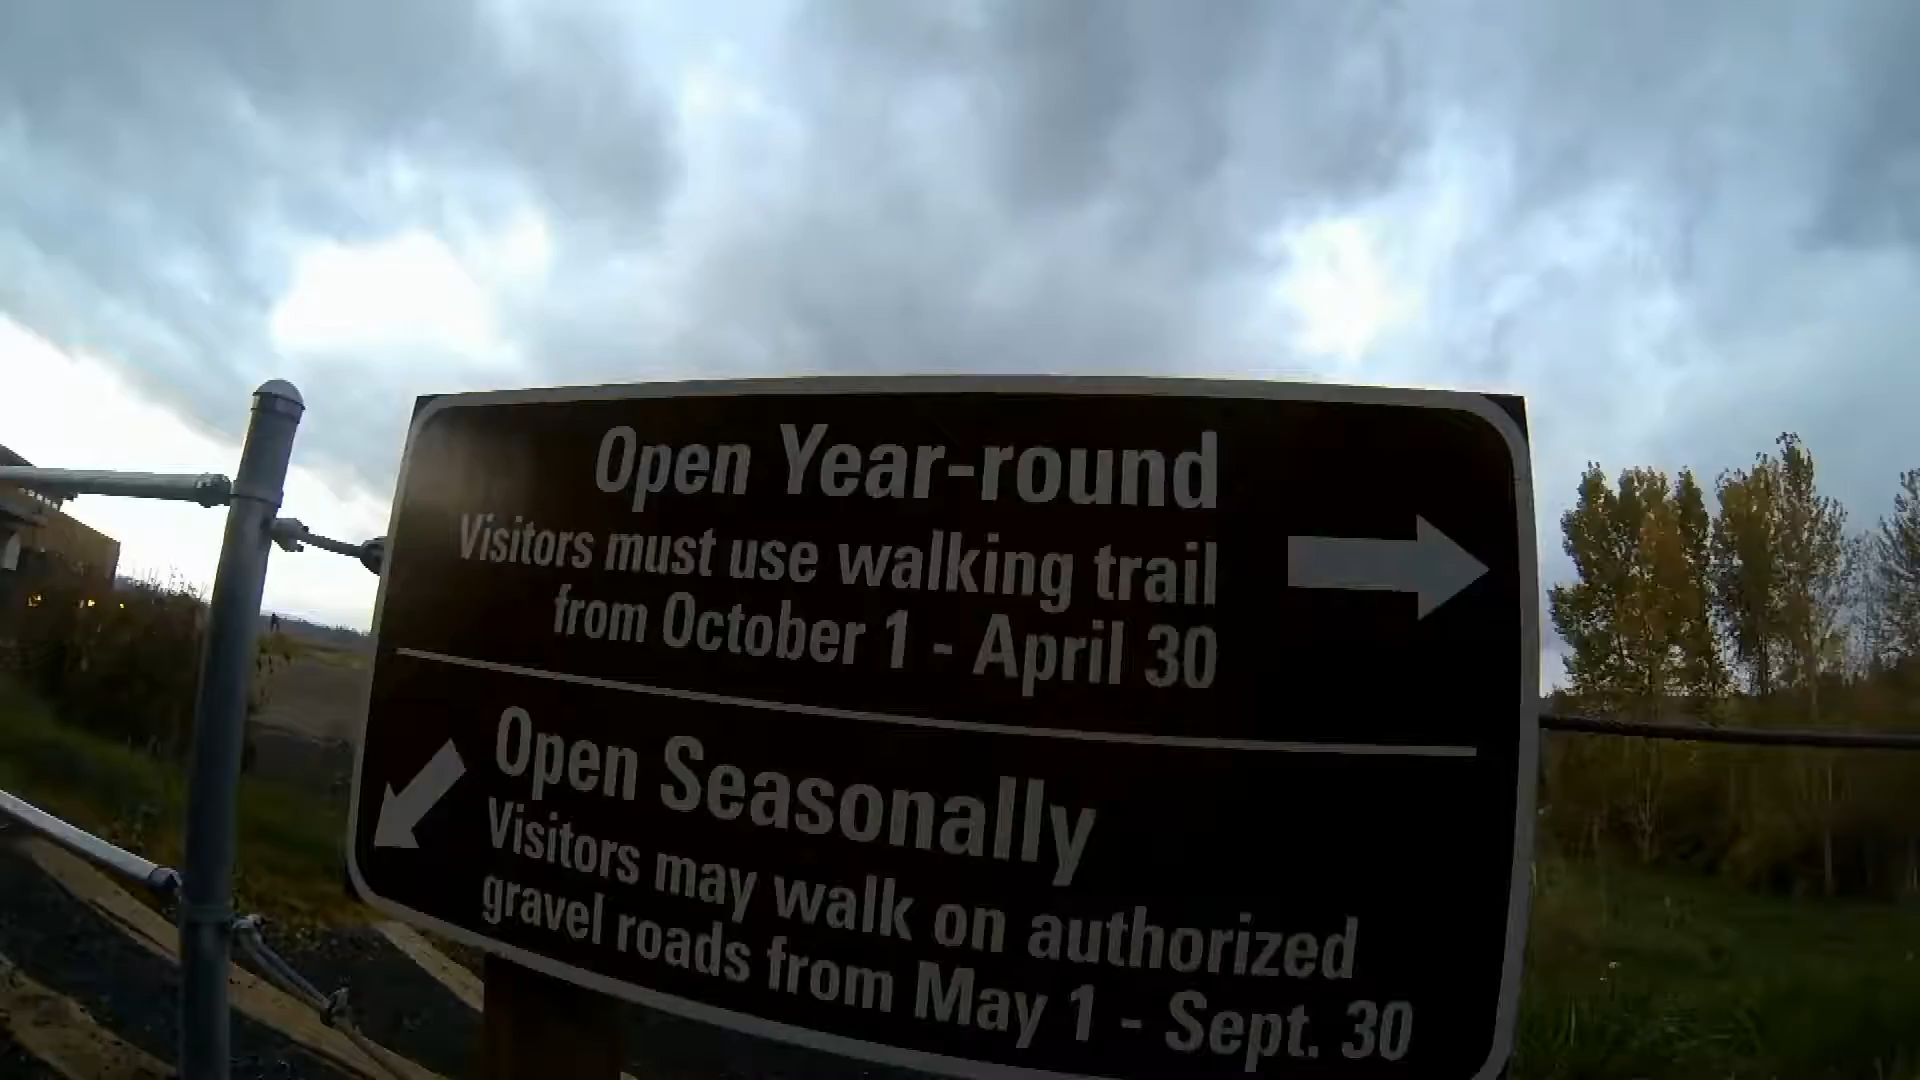 Open Year-round
Visitors must use walking trail
from October 1 - April 30
Open Seasonally
Visitors may walk on authorized
gravel roads from May 1 - Sept. 30